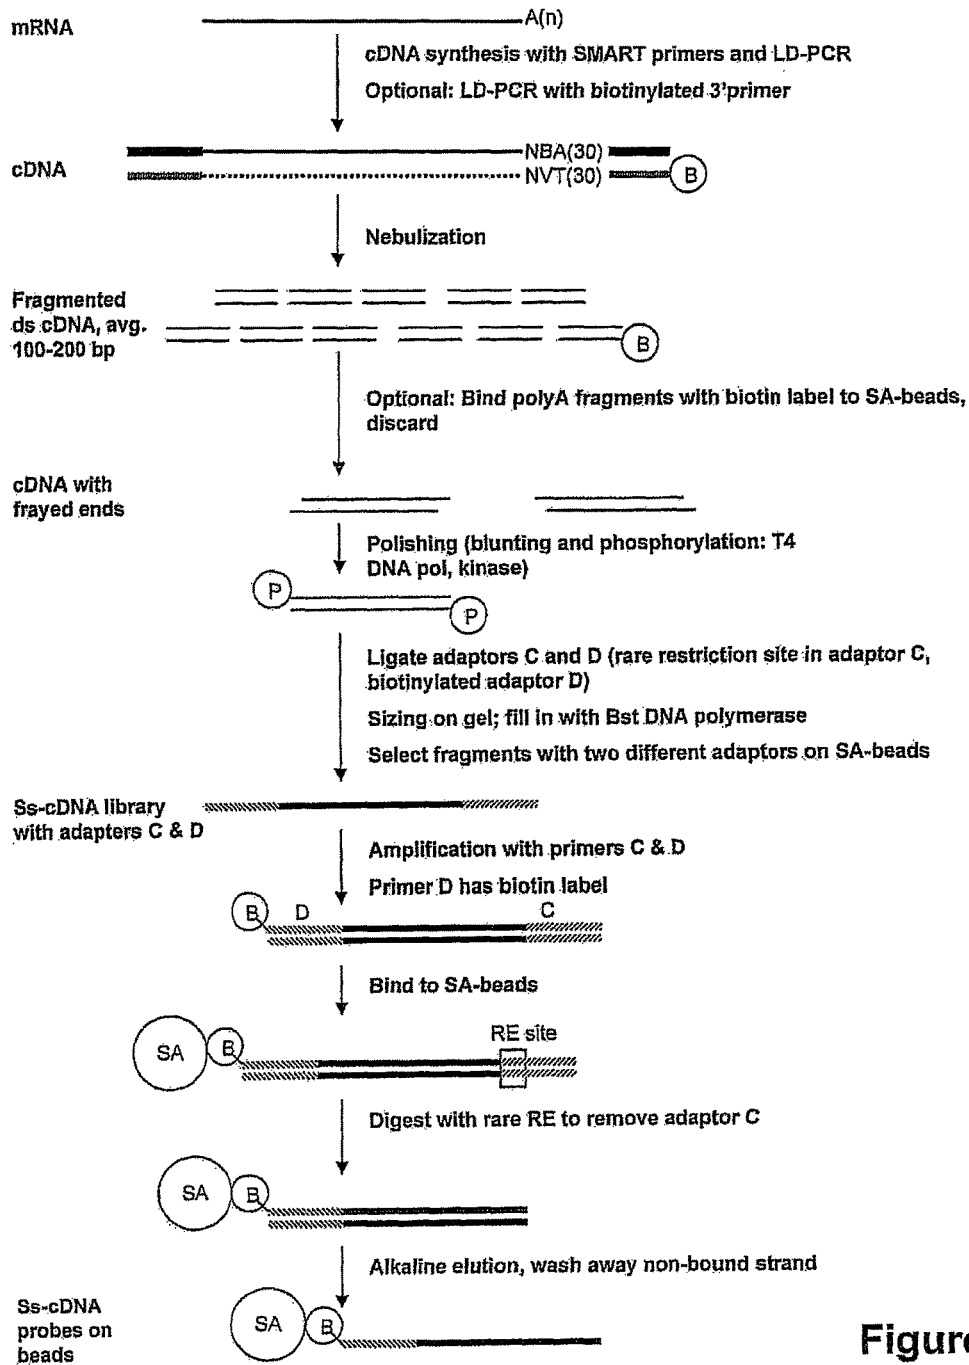 mRNA
A(n)
cDNA synthesis with SMART primers and LD-PCR
Optional: LD-PCR with biotinylated 3'primer
cDNA
NBA(30)
NVT(30)
B
Nebulization
Fragmented
ds cDNA, avg.
100-200 bp
B
Optional: Bind polyA fragments with biotin label to SA-beads,
discard
cDNA with
frayed ends
Polishing (blunting and phosphorylation: T4
DNA pol, kinase)
P
P
Ligate adaptors C and D (rare restriction site in adaptor C,
biotinylated adaptor D)
Sizing on gel; fill in with Bst DNA polymerase
Select fragments with two different adaptors on SA-beads
Ss-cDNA library
with adapters C & D
Amplification with primers C & D
Primer D has biotin label
B D C
Bind to SA-beads
RE site
SA B
Digest with rare RE to remove adaptor C
SA B
Alkaline elution, wash away non-bound strand
Ss-cDNA
probes on
beads
SA B
Figure